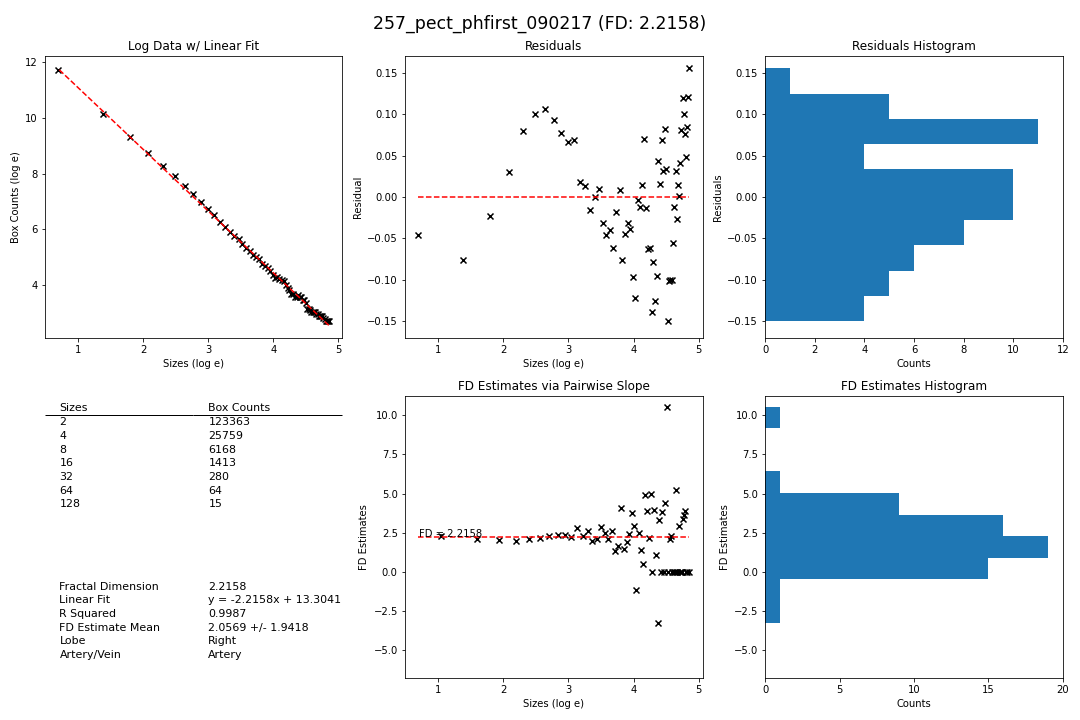 257_pect_phfirst_090217 (FD: 2.2158)
Log Data w/ Linear Fit
Box Counts (log e)
12
10
8
6
4
1 2 3 4 5
Sizes (log e)
Residuals
Residual
0.15
0.10
0.05
0.00
−0.05
−0.10
−0.15
1 2 3 4 5
Sizes (log e)
Residuals Histogram
Residuals
0.15
0.10
0.05
0.00
−0.05
−0.10
−0.15
0 2 4 6 8 10 12
Counts
Sizes Box Counts
2 123363
4 25759
8 6168
16 1413
32 280
64 64
128 15
Fractal Dimension 2.2158
Linear Fit y = -2.2158x + 13.3041
R Squared 0.9987
FD Estimate Mean 2.0569 +/- 1.9418
Lobe Right
Artery/Vein Artery
FD Estimates via Pairwise Slope
FD Estimates
10.0
7.5
5.0
2.5
0.0
−2.5
−5.0
FD = 2.2158
1 2 3 4 5
Sizes (log e)
FD Estimates Histogram
FD Estimates
10.0
7.5
5.0
2.5
0.0
−2.5
−5.0
0 5 10 15 20
Counts